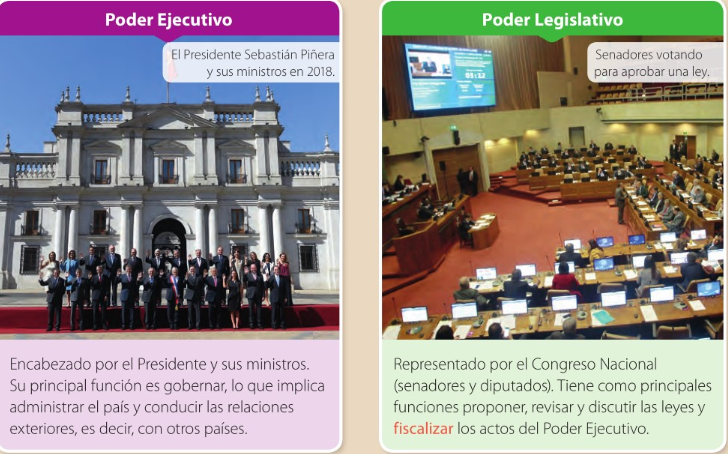 Poder Ejecutivo
El Presidente Sebastián Piñera
y sus ministros en 2018.
Encabezado por el Presidente y sus ministros.
Su principal función es gobernar, lo que implica
administrar el país y conducir las relaciones
exteriores, es decir, con otros países.
Poder Legislativo
Senadores votando
para aprobar una ley.
03:12
Representado por el Congreso Nacional
(senadores y diputados). Tiene como principales
funciones proponer, revisar y discutir las leyes y
fiscalizar los actos del Poder Ejecutivo.